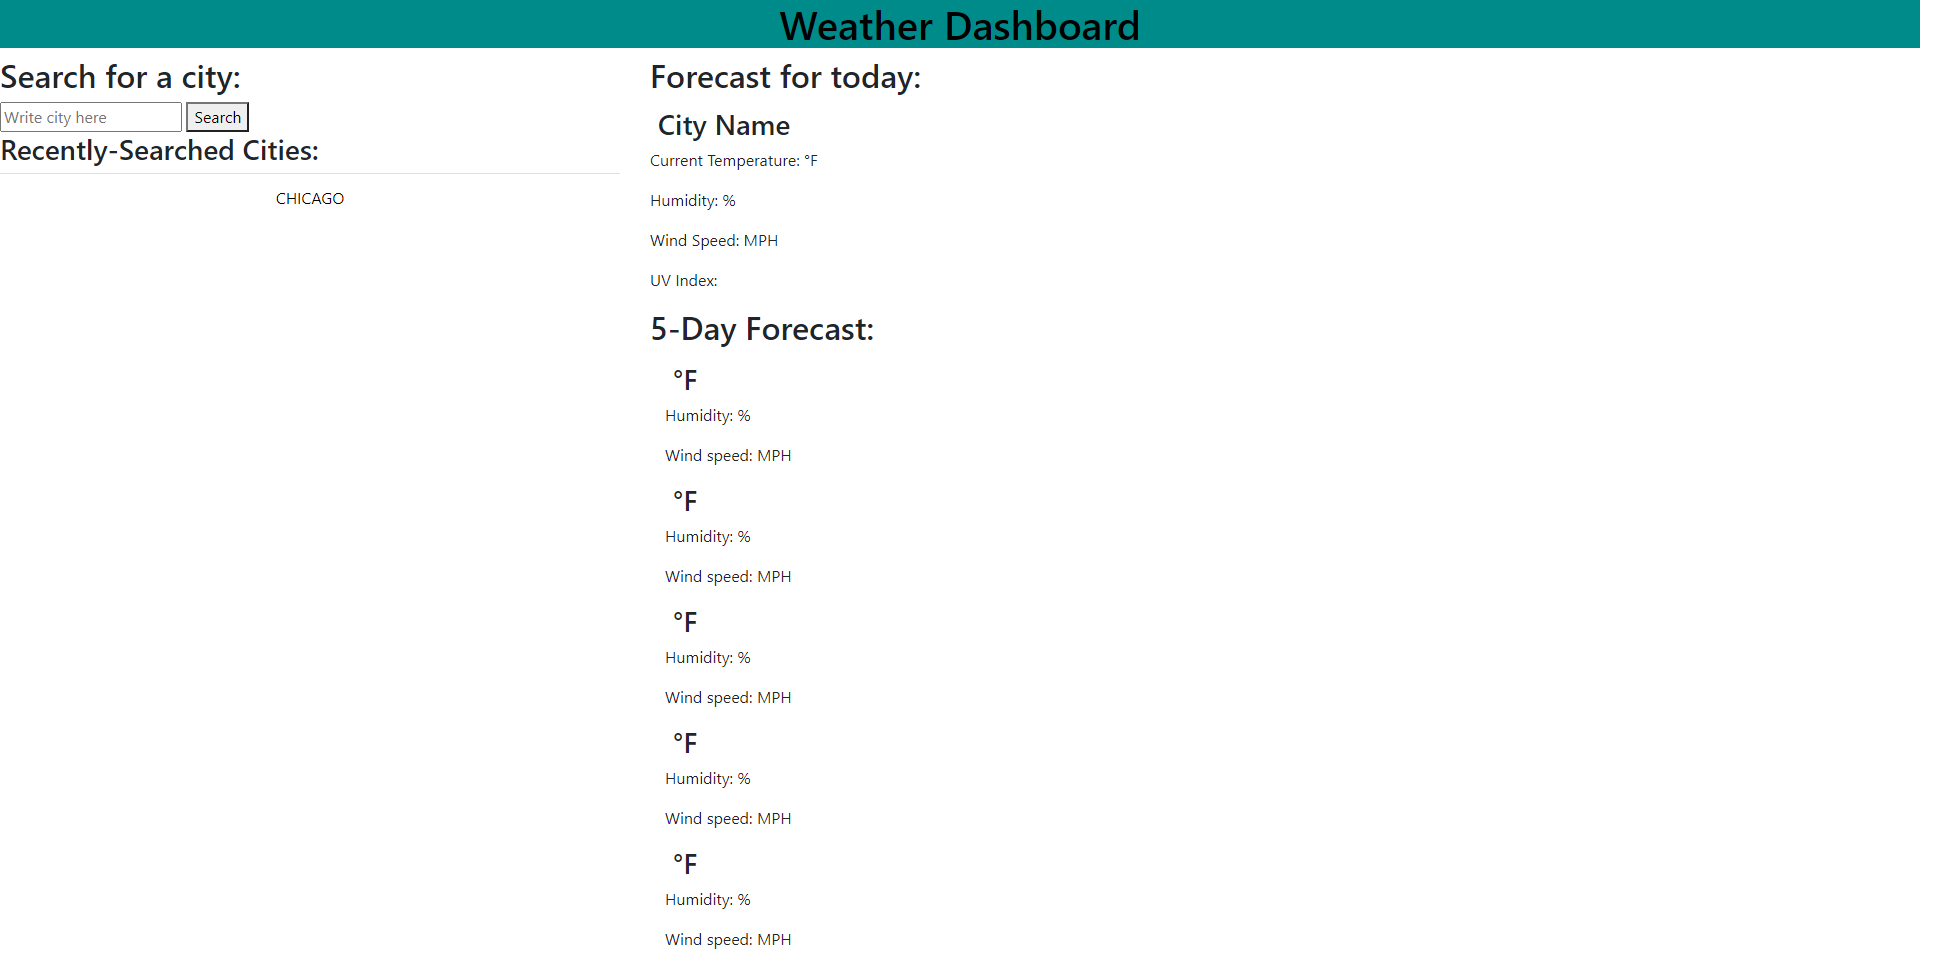 Weather Dashboard
Search for a city:
Write city here Search
Recently-Searched Cities:
CHICAGO
Forecast for today:
City Name
Current Temperature: °F
Humidity: %
Wind Speed: MPH
UV Index:
5-Day Forecast:
°F
Humidity: %
Wind speed: MPH
°F
Humidity: %
Wind speed: MPH
°F
Humidity: %
Wind speed: MPH
°F
Humidity: %
Wind speed: MPH
°F
Humidity: %
Wind speed: MPH